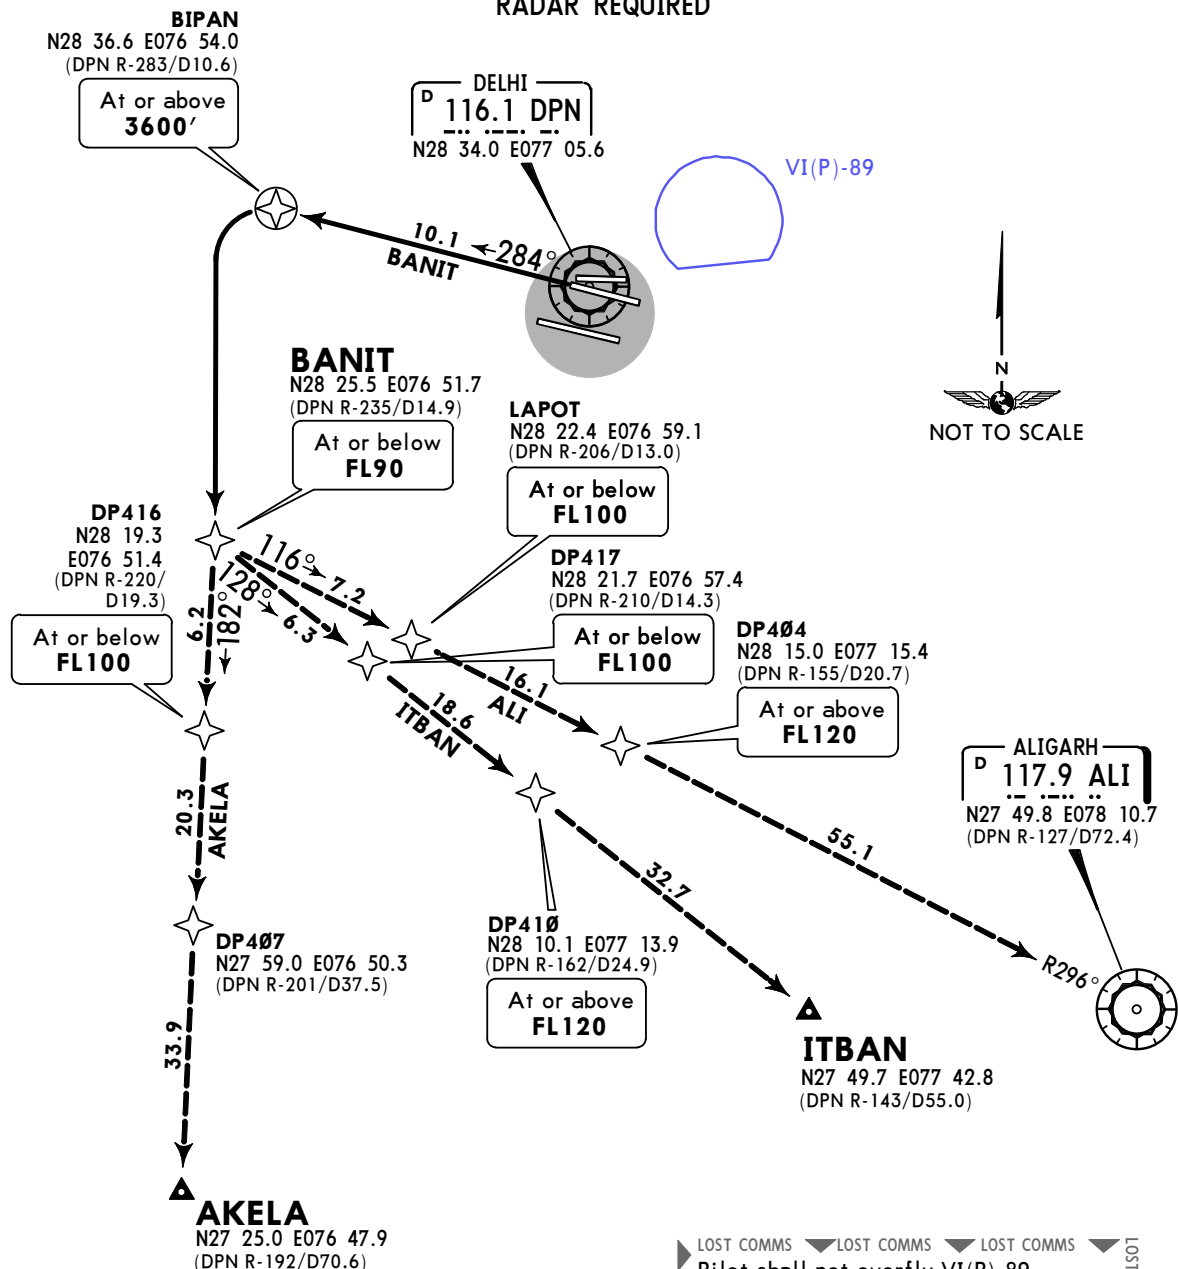 RADAR REQUIRED
BIPAN
N28 36.6 E076 54.0
(DPN R-283/D10.6)
At or above
3600'
DELHI
D 116.1 DPN
N28 34.0 E077 05.6
VI(P)-89
10.1 284°
BANIT
N
NOT TO SCALE
BANIT
N28 25.5 E076 51.7
(DPN R-235/D14.9)
At or below
FL90
LAPOT
N28 22.4 E076 59.1
(DPN R-206/D13.0)
At or below
FL100
DP416
N28 19.3
E076 51.4
(DPN R-220/
D19.3)
At or below
FL100
116° 7.2
128° 6.3
6.2 182°
DP417
N28 21.7 E076 57.4
(DPN R-210/D14.3)
At or below
FL100
DP4Ø4
N28 15.0 E077 15.4
(DPN R-155/D20.7)
At or above
FL120
16.1
ALI
18.6
ITBAN
ALIGARH
D 117.9 ALI
N27 49.8 E078 10.7
(DPN R-127/D72.4)
20.3
AKELA
55.1
32.7
R296°
DP41Ø
N28 10.1 E077 13.9
(DPN R-162/D24.9)
At or above
FL120
DP4Ø7
N27 59.0 E076 50.3
(DPN R-201/D37.5)
33.9
ITBAN
N27 49.7 E077 42.8
(DPN R-143/D55.0)
AKELA
N27 25.0 E076 47.9
(DPN R-192/D70.6)
LOST COMMS LOST COMMS LOST COMMS
LOST
Pilot shall not overfly VI(P)-89